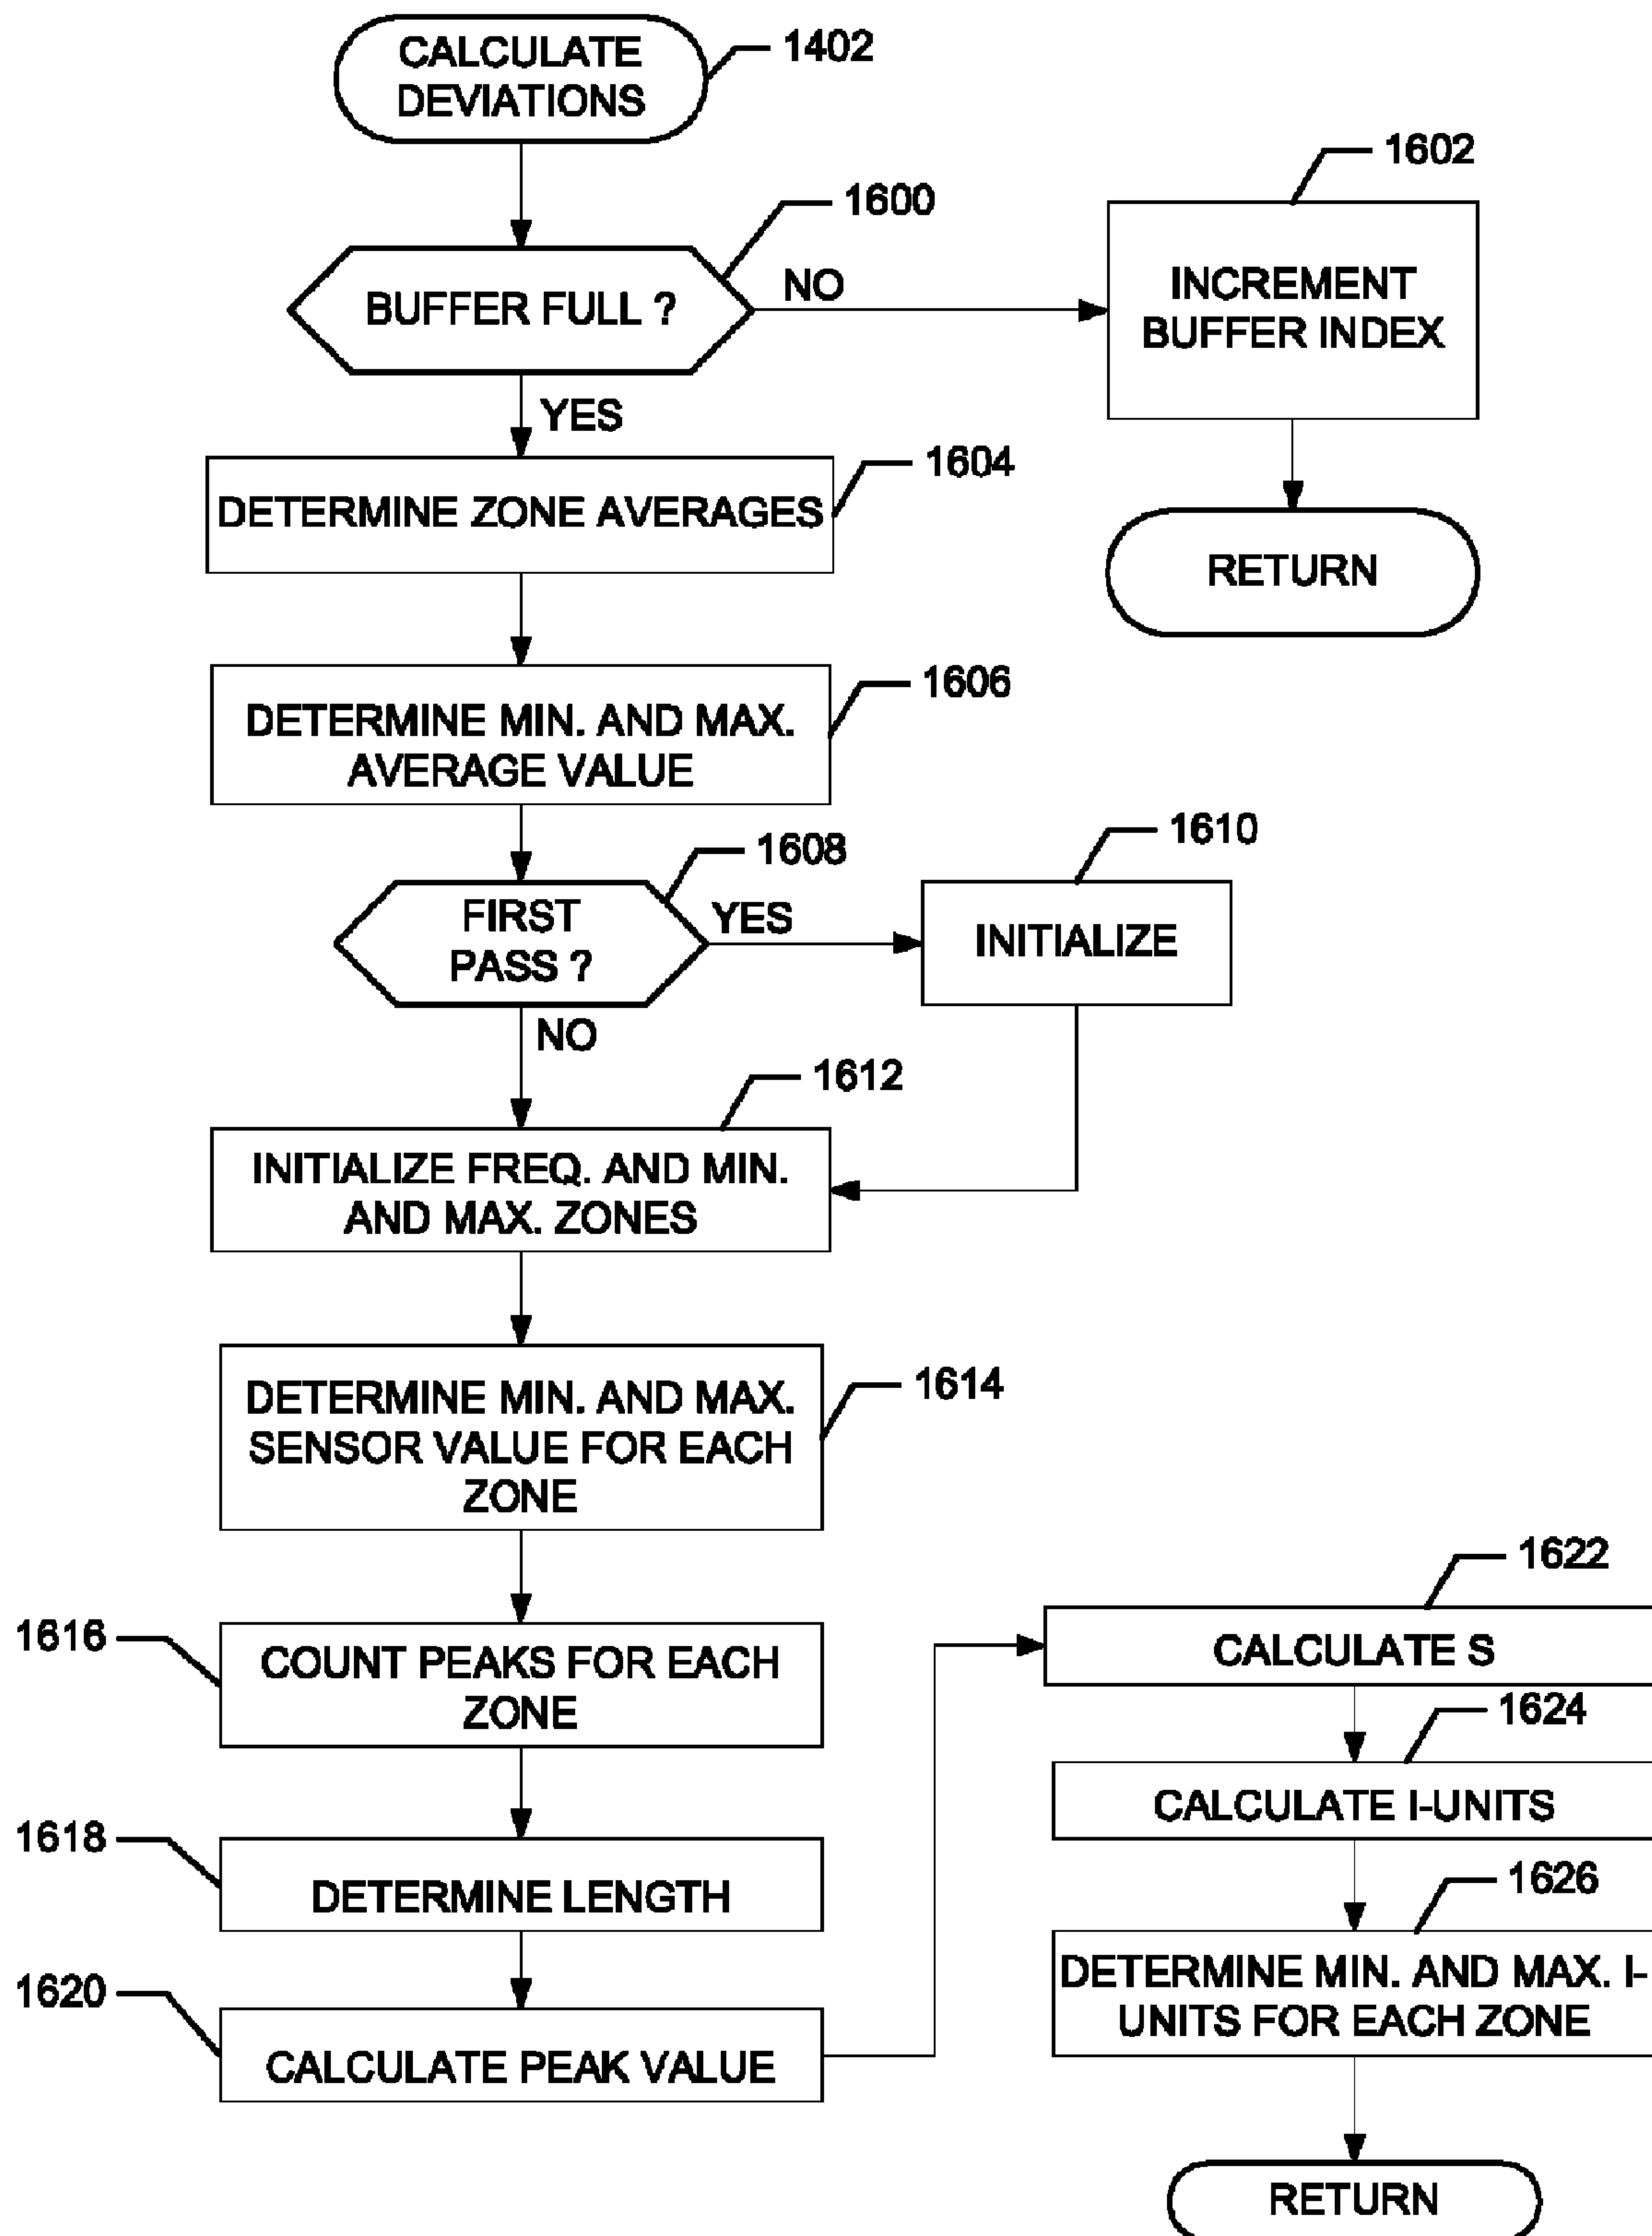 CALCULATE
DEVIATIONS
1402
1600
BUFFER FULL ?
NO
YES
1602
INCREMENT
BUFFER INDEX
RETURN
1604
DETERMINE ZONE AVERAGES
1606
DETERMINE MIN. AND MAX.
AVERAGE VALUE
1608
FIRST
PASS ?
YES
NO
1610
INITIALIZE
1612
INITIALIZE FREQ. AND MIN.
AND MAX. ZONES
1614
DETERMINE MIN. AND MAX.
SENSOR VALUE FOR EACH
ZONE
1616
COUNT PEAKS FOR EACH
ZONE
1618
DETERMINE LENGTH
1620
CALCULATE PEAK VALUE
1622
CALCULATE S
1624
CALCULATE I-UNITS
1626
DETERMINE MIN. AND MAX. I-
UNITS FOR EACH ZONE
RETURN